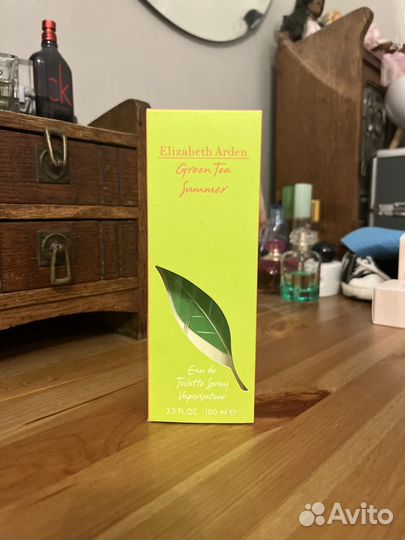 ck
Elizabeth Arden
Green Tea
Summer
Eau de
Toilette Spray
Vaporisateur
3.3 FL.OZ. 100 ml e
Avito